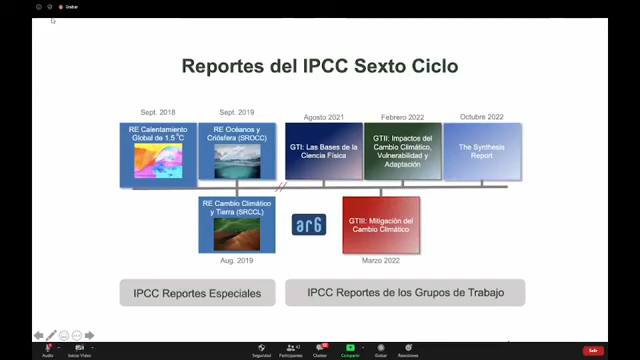 Grabar
Reportes del IPCC Sexto Ciclo
Sept. 2018
Sept. 2019
Agosto 2021
Febrero 2022
Octubre 2022
RE Calentamiento
Global de 1.5 °C
RE Océanos y
Criósfera (SROCC)
GTI: Las Bases de la
Ciencia Física
GTII: Impactos del
Cambio Climático,
Vulnerabilidad y
Adaptación
The Synthesis
Report
RE Cambio Climático
y Tierra (SRCCL)
ar6
GTIII: Mitigación del
Cambio Climático
Aug. 2019
Marzo 2022
IPCC Reportes Especiales
IPCC Reportes de los Grupos de Trabajo
Audio
Iniciar Video
Seguridad
Participantes
Chatear
Compartir
Grabar
Reacciones
Salir